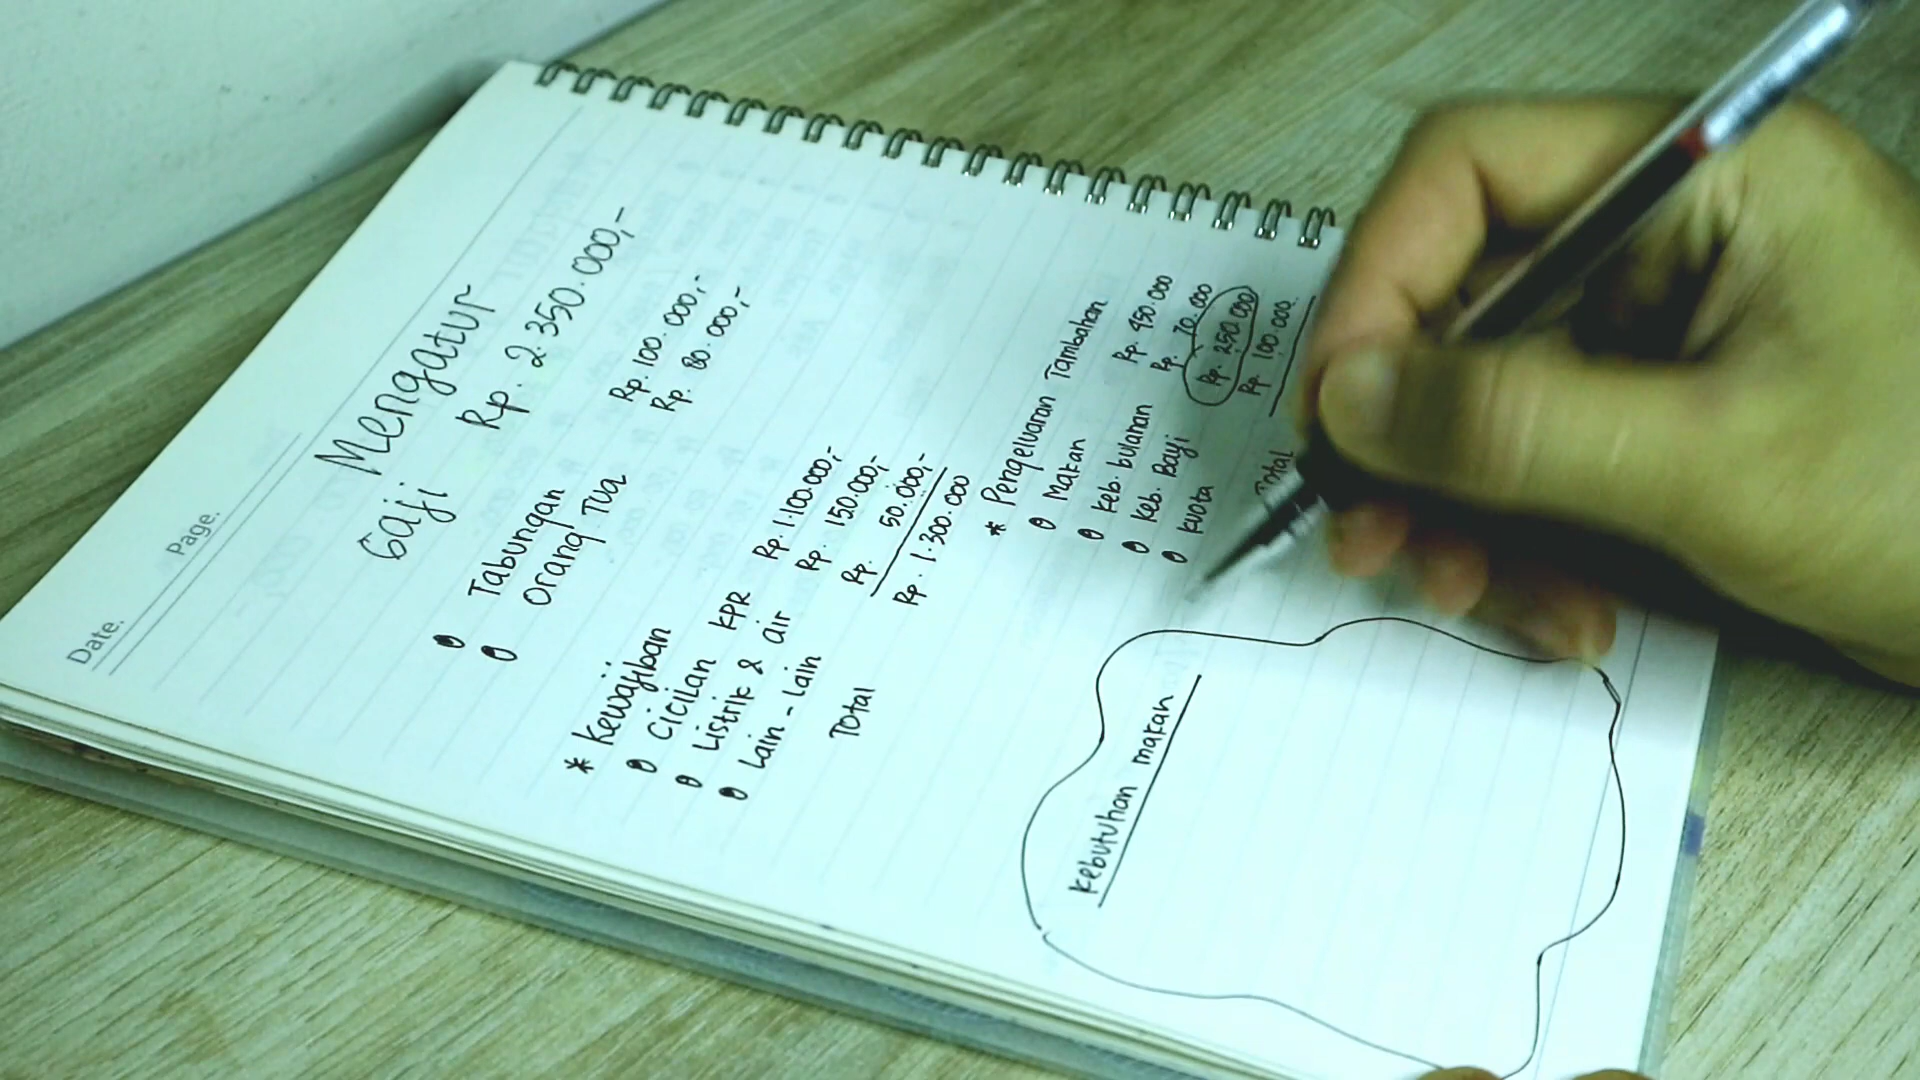 Date.
Page.
Mengatur
Gaji Rp. 2.350.000,-
Tabungan Rp. 100.000,-
Orang Tua Rp. 80.000,-
* Kewajiban
Cicilan KPR Rp. 1.100.000,-
Listrik & air Rp. 150.000,-
Lain - Lain Rp. 50.000,-
Total Rp. 1.300.000
* Pengeluaran Tambahan
Makan Rp. 450.000
Keb. bulanan Rp. 70.000
Keb. Bayi Rp. 250.000
Kuota Rp. 100.000
Total
Kebutuhan makan